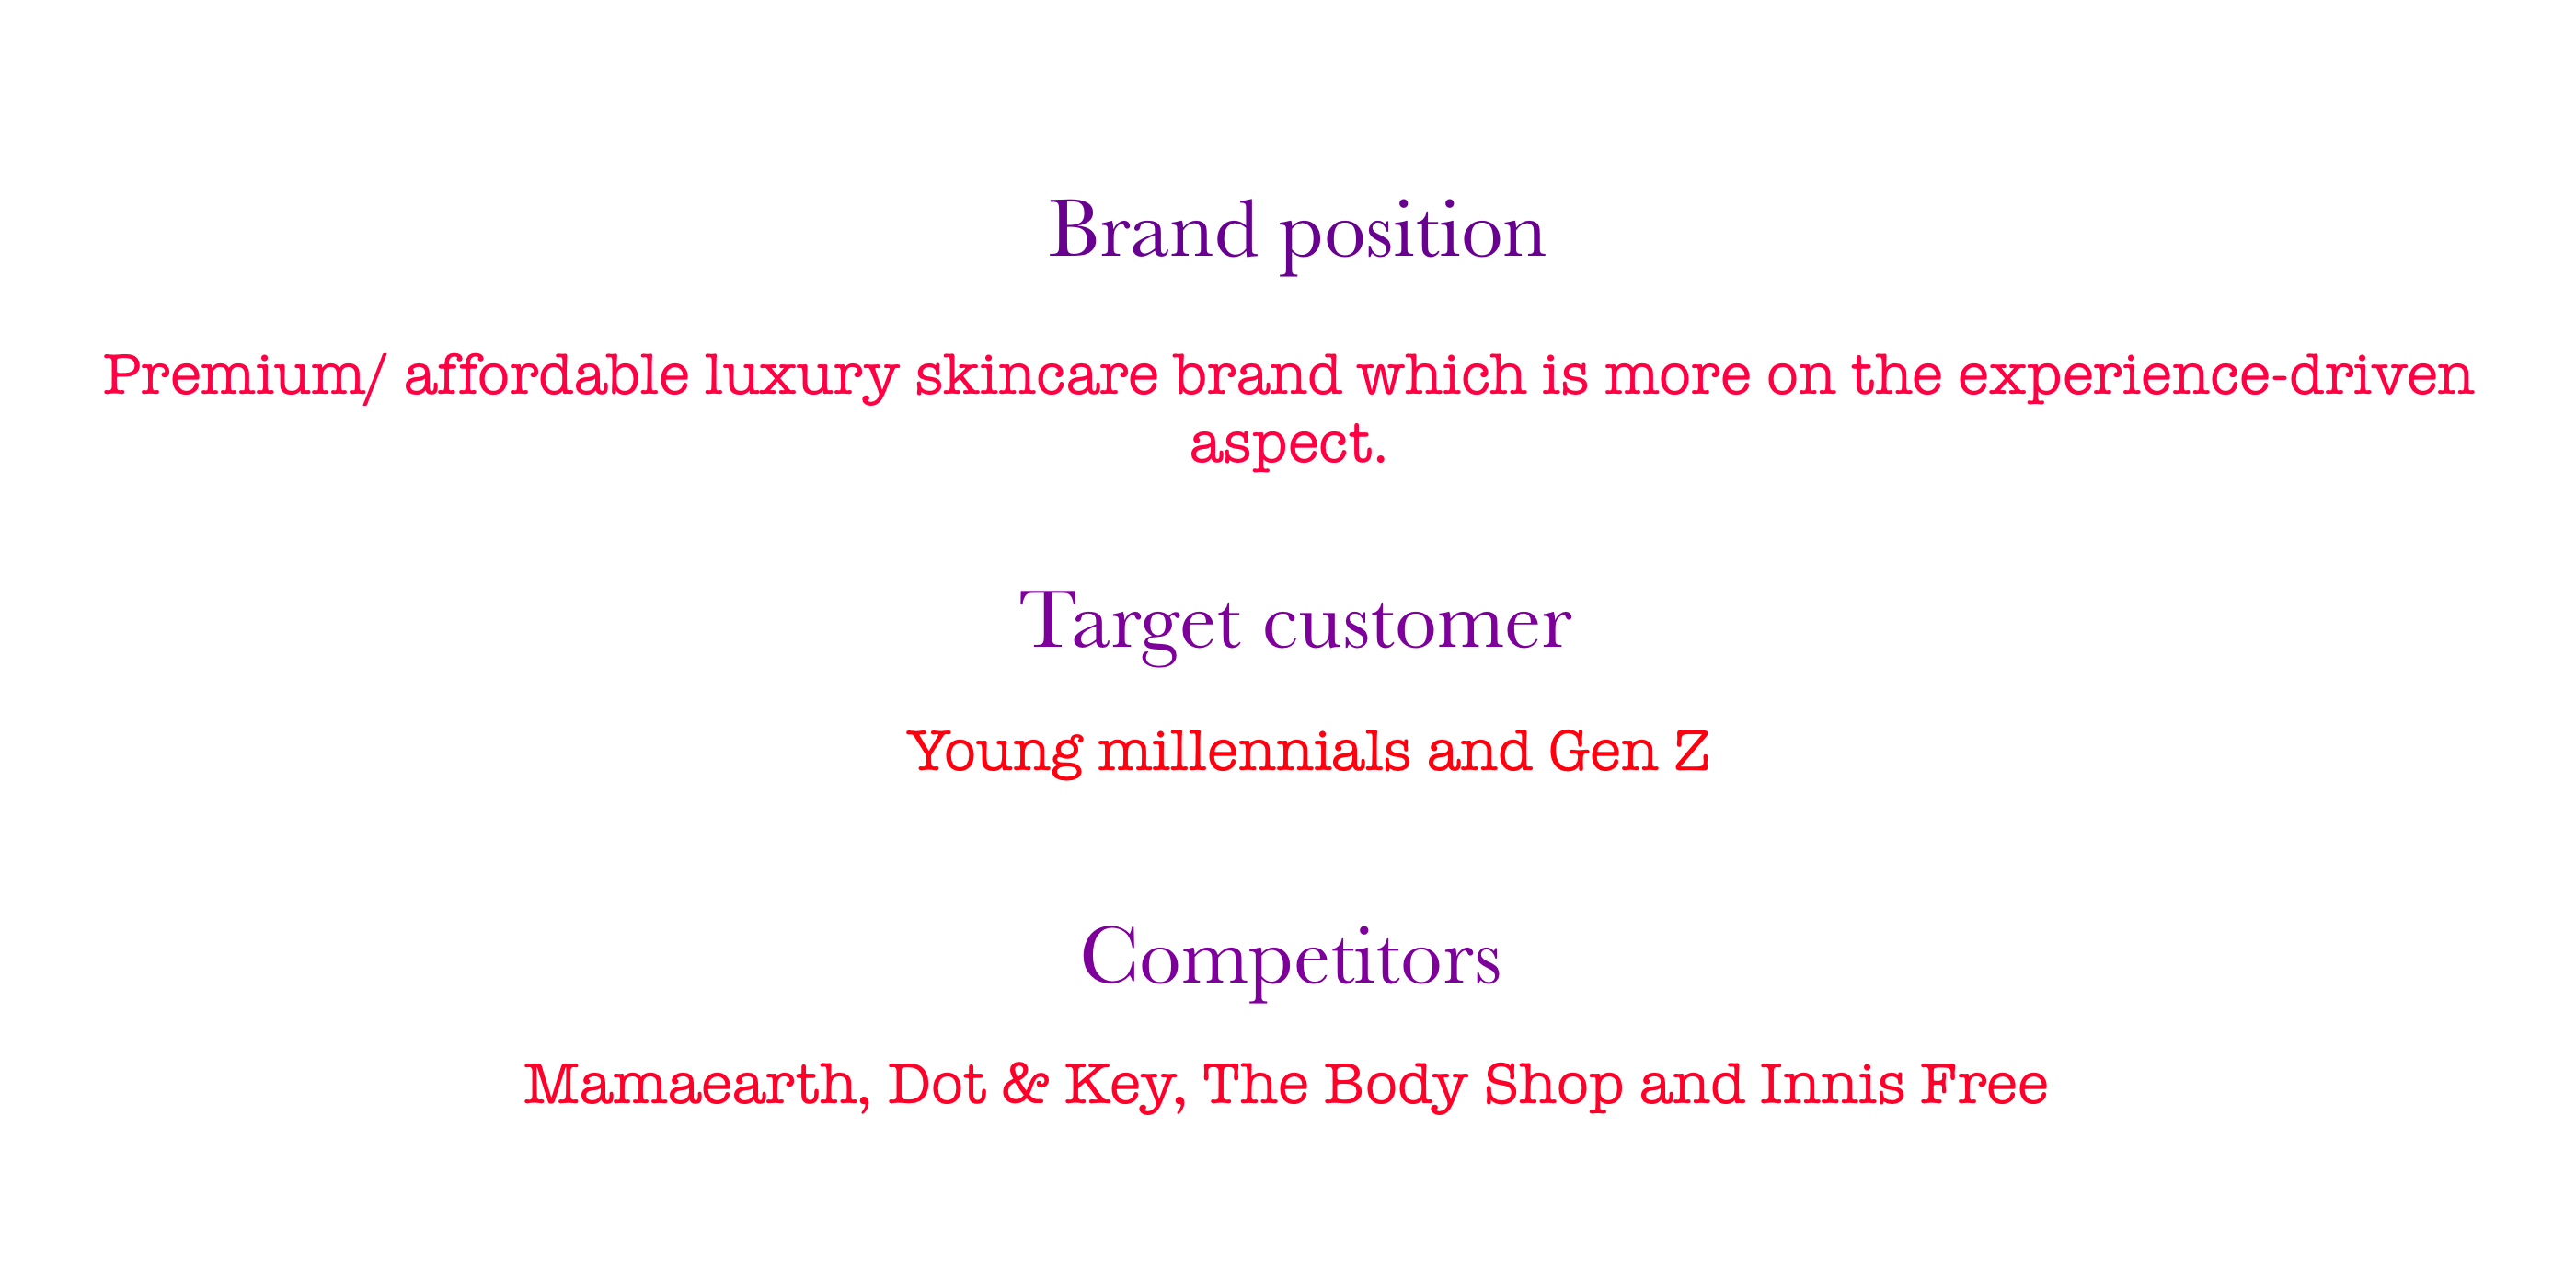 Brand position
Premium/ affordable luxury skincare brand which is more on the experience-driven
aspect.
Target customer
Young millennials and Gen Z
Competitors
Mamaearth, Dot & Key, The Body Shop and Innis Free